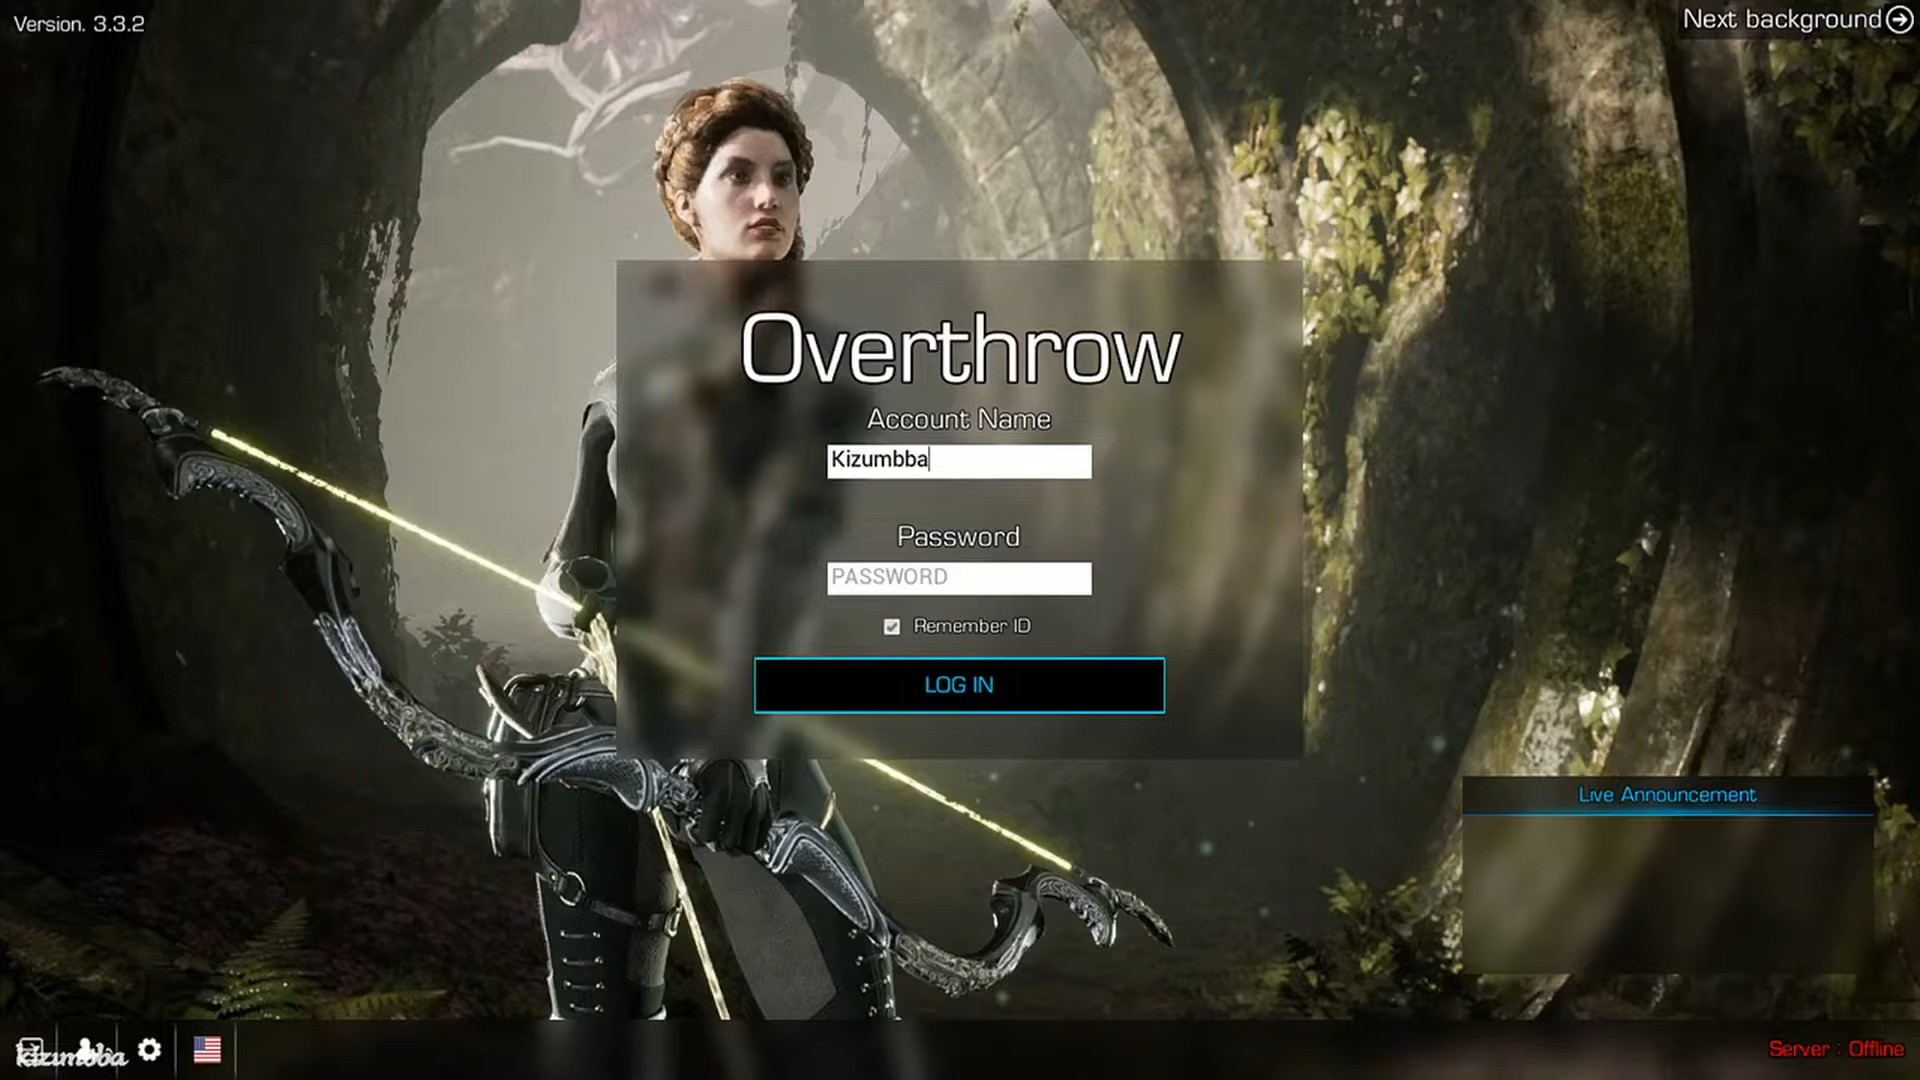 Version. 3.3.2
Next background
Overthrow
Account Name
Kizumbba
Password
PASSWORD
Remember ID
LOG IN
Live Announcement
kizumbba
Server : Offline